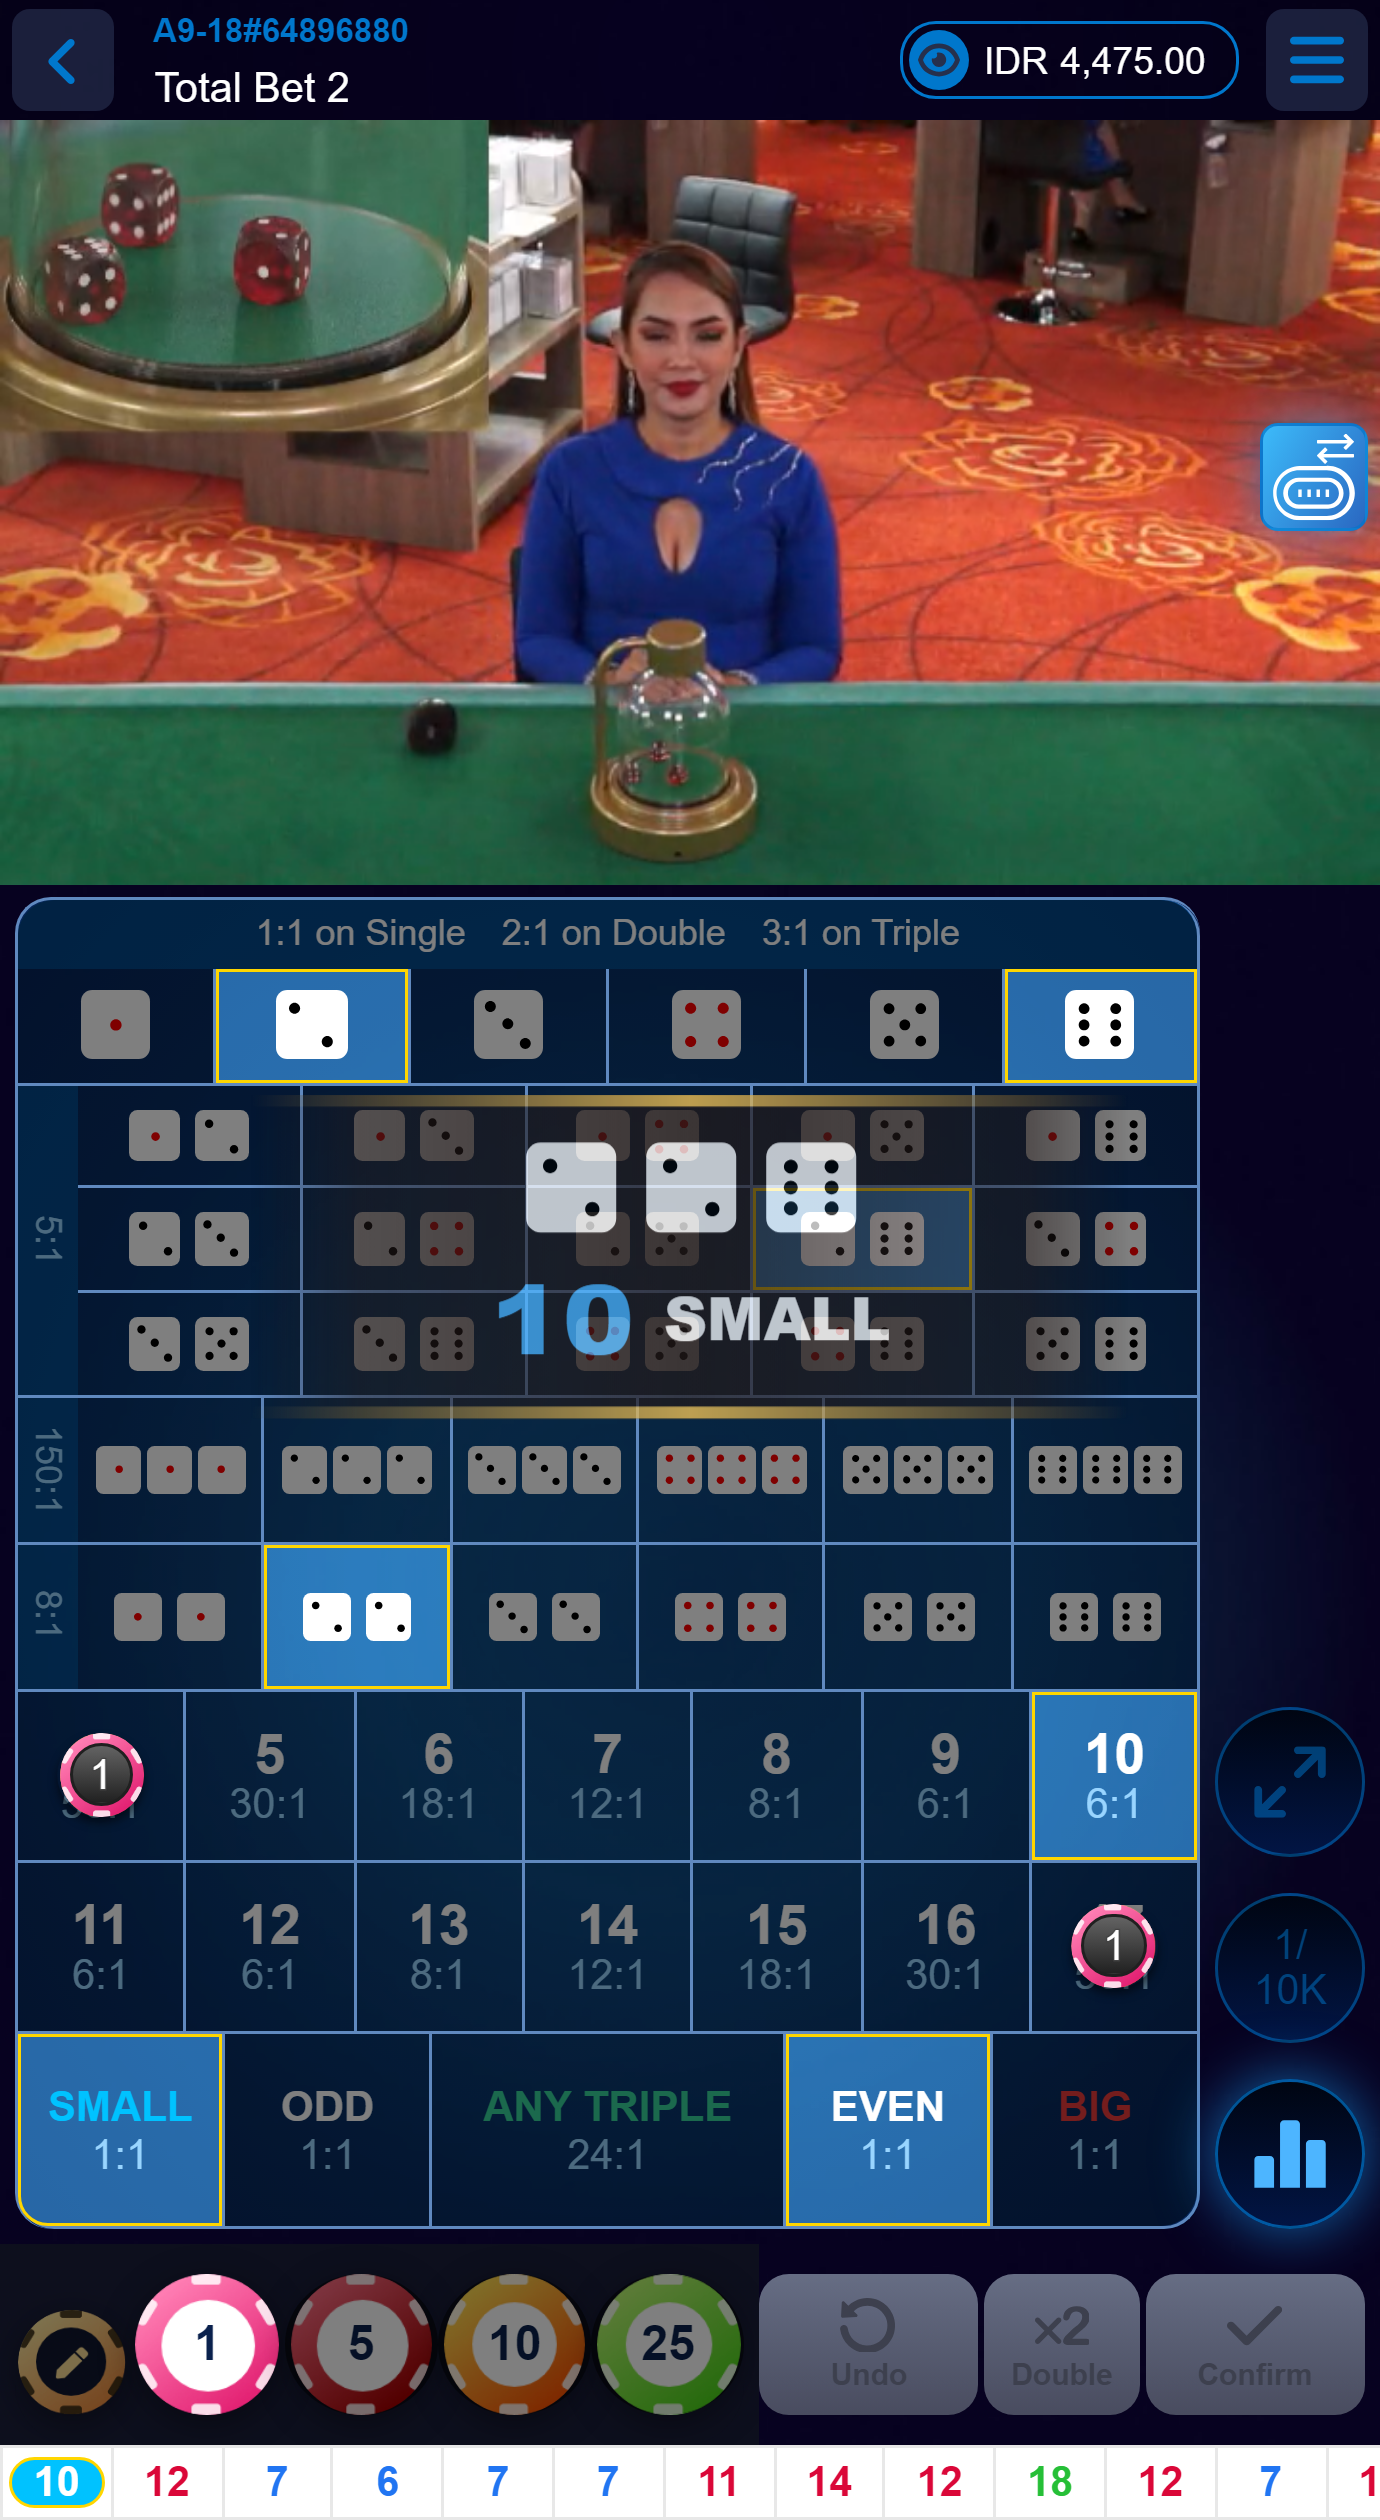 A9-18#64896880
Total Bet 2
IDR 4,475.00
1:1 on Single 2:1 on Double 3:1 on Triple
5:1
10 SMALL
150:1
8:1
1
5 6 7 8 9 10
30:1 18:1 12:1 8:1 6:1 6:1
11 12 13 14 15 16
1
6:1 6:1 8:1 12:1 18:1 30:1
1/
10K
SMALL ODD ANY TRIPLE EVEN BIG
1:1 1:1 24:1 1:1 1:1
1 5 10 25
x2
Undo Double Confirm
10 12 7 6 7 7 11 14 12 18 12 7